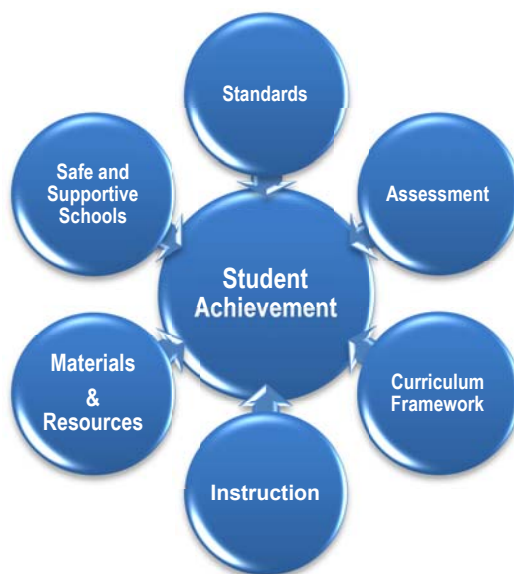 Standards
Assessment
Curriculum
Framework
Instruction
Materials
&
Resources
Safe and
Supportive
Schools
Student
Achievement